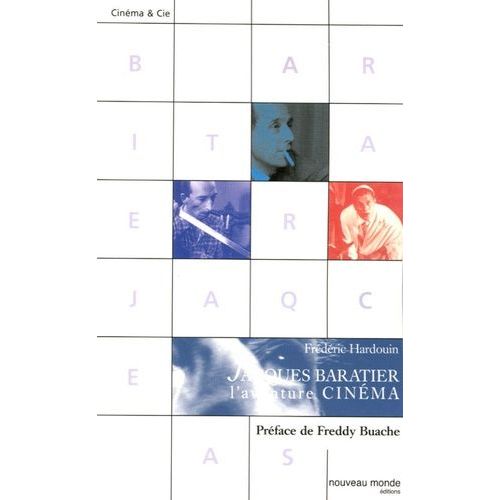 Cinéma & Cie
B A R
I T A
E R
J A Q C
Frédéric Hardouin
E JACQUES BARATIER
l'aventure CINÉMA
Préface de Freddy Buache
A S
nouveau monde
éditions